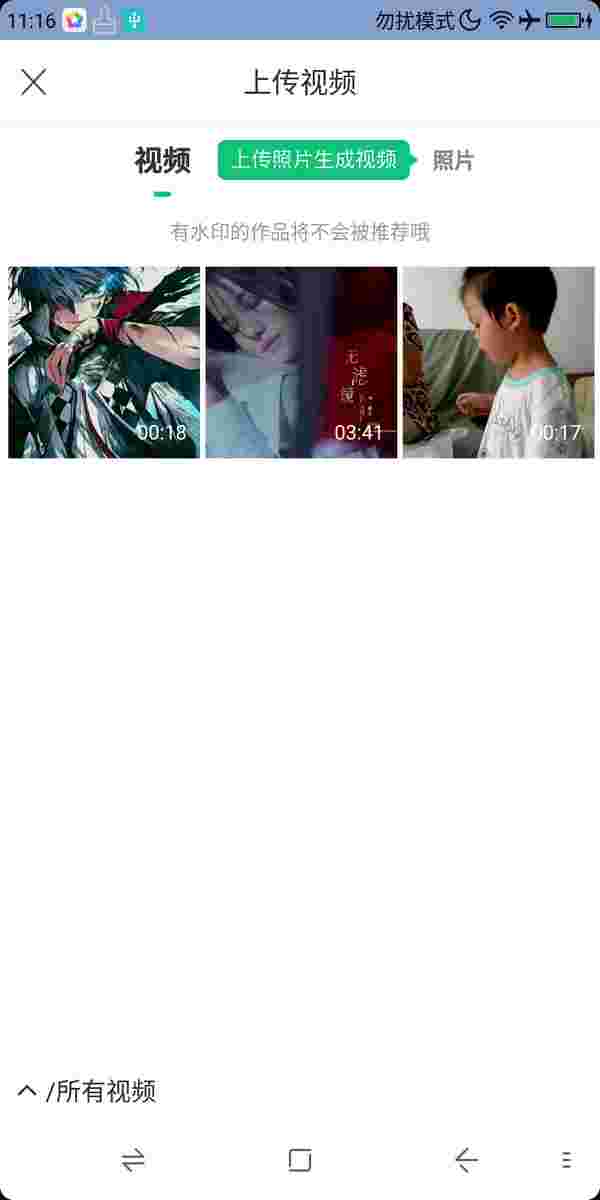 11:16 勿扰模式
上传视频
视频 上传照片生成视频 照片
有水印的作品将不会被推荐哦
无滤镜
00:18 03:41 00:17
/所有视频